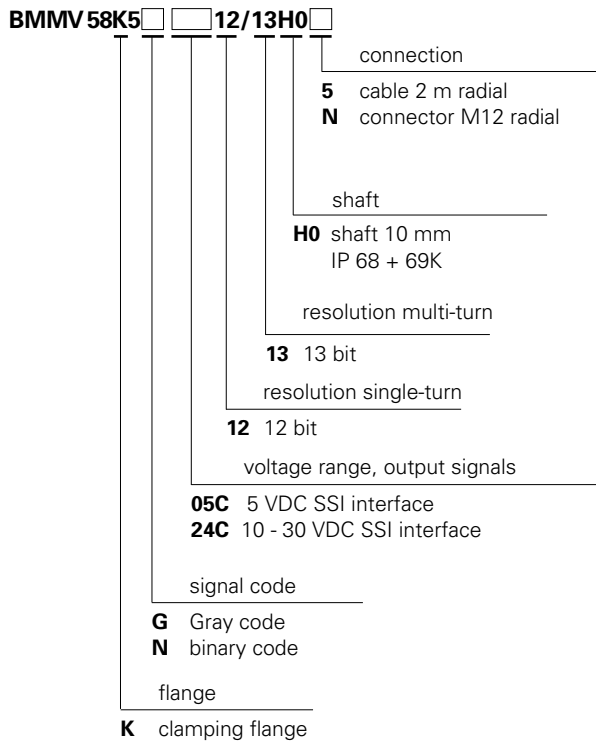 BMMV 58K5 12/13H0
connection
5 cable 2 m radial
N connector M12 radial
shaft
H0 shaft 10 mm
IP 68 + 69K
resolution multi-turn
13 13 bit
resolution single-turn
12 12 bit
voltage range, output signals
05C 5 VDC SSI interface
24C 10 - 30 VDC SSI interface
signal code
G Gray code
N binary code
flange
K clamping flange